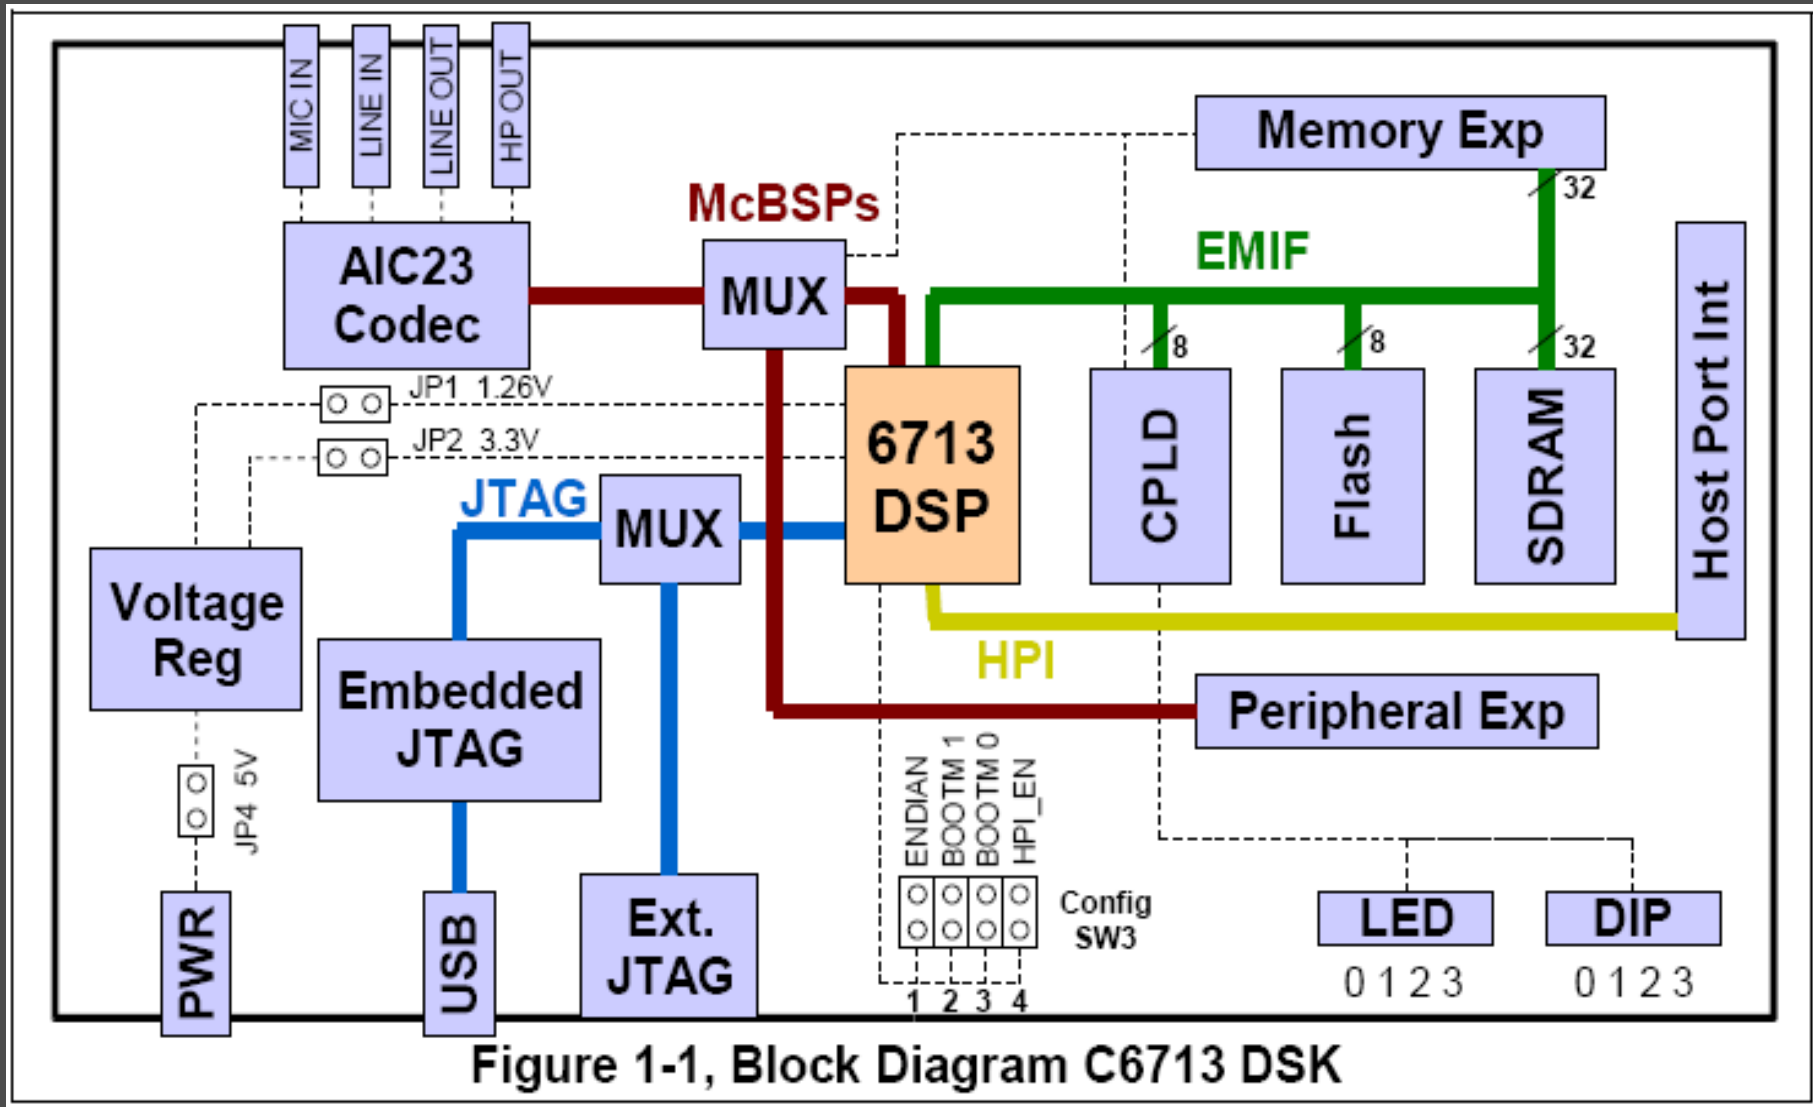 MIC IN
LINE IN
LINE OUT
HP OUT
Memory Exp
32
McBSPs
AIC23
Codec
MUX
EMIF
8
8
32
Host Port Int
JP1 1.26V
JP2 3.3V
6713
DSP
CPLD
Flash
SDRAM
JTAG
MUX
Voltage
Reg
HPI
Embedded
JTAG
Peripheral Exp
JP4 5V
ENDIAN
BOOTM 1
BOOTM 0
HPI_EN
Config
SW3
PWR
USB
Ext.
JTAG
1 2 3 4
LED
DIP
0 1 2 3
0 1 2 3
Figure 1-1, Block Diagram C6713 DSK